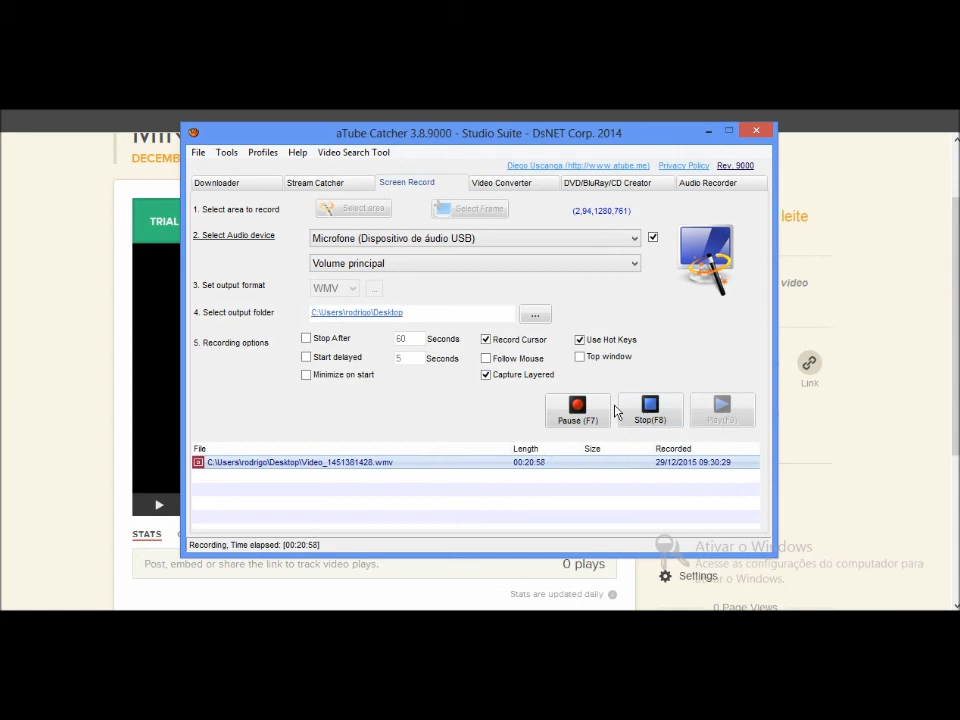 DECEMB
TRIAL
aTube Catcher 3.8.9000 - Studio Suite - DsNET Corp. 2014
File Tools Profiles Help Video Search Tool
Diego Uscanga (http://www.atube.me) Privacy Policy Rev. 9000
Downloader Stream Catcher Screen Record Video Converter DVD/BluRay/CD Creator Audio Recorder
1. Select area to record Select area Select Frame (2,94,1280,761)
2. Select Audio device Microfone (Dispositivo de áudio USB)
Volume principal
3. Set output format WMV ...
4. Select output folder C:\Users\rodrigo\Desktop ...
5. Recording options Stop After 60 Seconds Record Cursor Use Hot Keys
Start delayed 5 Seconds Follow Mouse Top window
Minimize on start Capture Layered
Pause (F7) Stop(F8) Play(F9)
File Length Size Recorded
C:\Users\rodrigo\Desktop\Video_1451381428.wmv 00:20:58 29/12/2015 09:30:29
Recording, Time elapsed: [00:20:58]
leite
video
Link
STATS
Post, embed or share the link to track video plays. 0 plays
Stats are updated daily
Ativar o Windows
Acesse as configurações do computador para
ativar o Windows.
Settings
0 Page Views